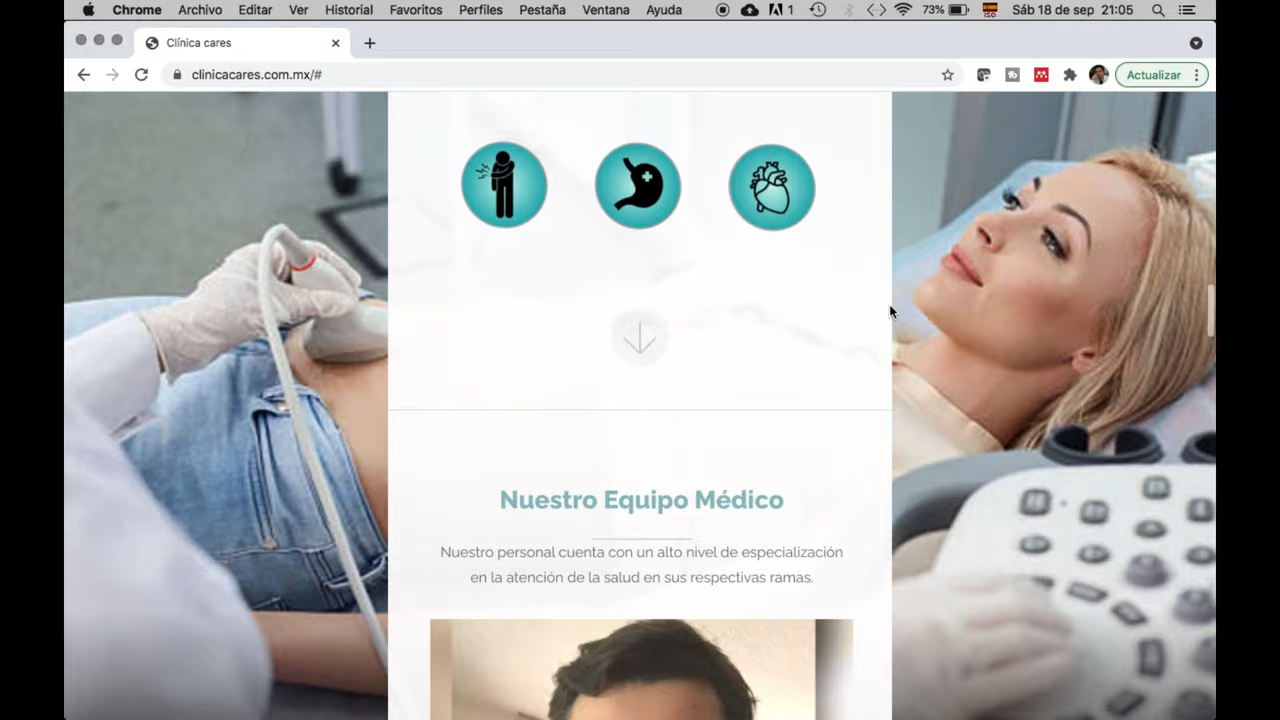 Chrome Archivo Editar Ver Historial Favoritos Perfiles Pestaña Ventana Ayuda 1 73% ISO Sáb 18 de sep 21:05
Clínica cares
clinicacares.com.mx/# Actualizar
Nuestro Equipo Médico
Nuestro personal cuenta con un alto nivel de especialización
en la atención de la salud en sus respectivas ramas.